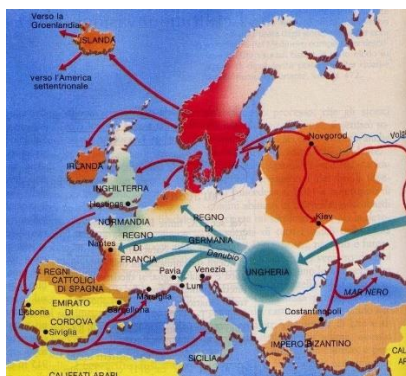 Verso la
Groenlandia
ISLANDA
verso l'America
settentrionale
Novgorod
IRLANDA
INGHILTERRA
Hastings
Kiev
NORMANDIA
REGNO
DI
GERMANIA
REGNO
DI
FRANCIA
Nantes
Danubio
UNGHERIA
Pavia
Venezia
Luni
REGNI
CATTOLICI
DI SPAGNA
Marsiglia
MAR NERO
Lisbona
EMIRATO
DI
CORDOVA
Barcellona
Costantinopoli
Siviglia
IMPERO BIZANTINO
SICILIA
CALIFFATI ARABI